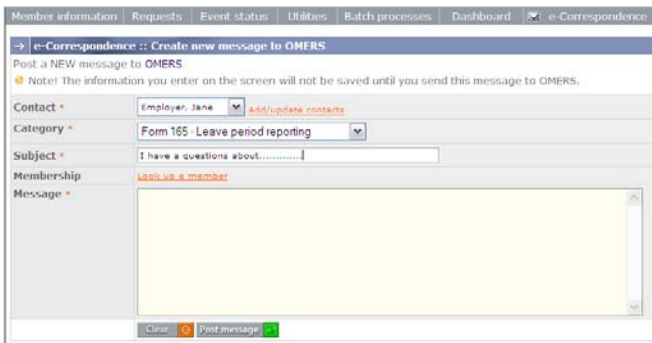 Member information Requests Event status Utilities Batch processes Dashboard e-Correspondence
e-Correspondence :: Create new message to OMERS
Post a NEW message to OMERS
Note! The information you enter on the screen will not be saved until you send this message to OMERS.
Contact * Employer, Jane Add/update contacts
Category * Form 165 - Leave period reporting
Subject * I have a questions about.............
Membership Look up a member
Message *
Clear Post message